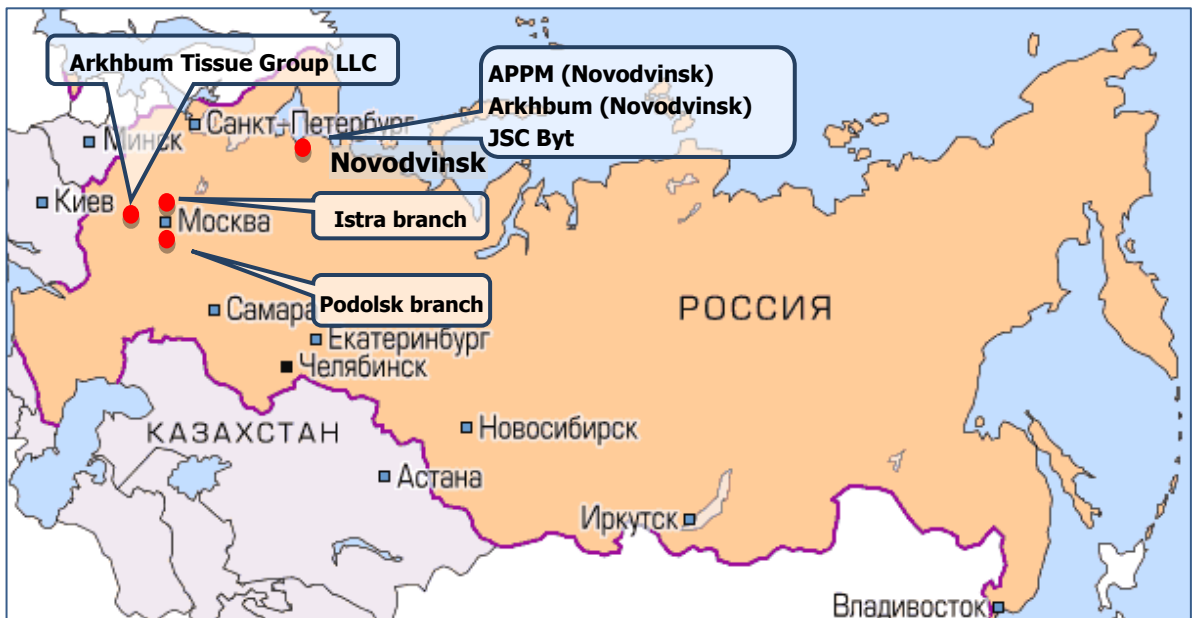 Arkhbum Tissue Group LLC
APPM (Novodvinsk)
Arkhbum (Novodvinsk)
JSC Byt
Санкт-Петербург
Минск
Novodvinsk
Киев
Москва
Istra branch
Podolsk branch
Самара
РОССИЯ
Екатеринбург
Челябинск
КАЗАХСТАН
Новосибирск
Астана
Иркутск
Владивосток